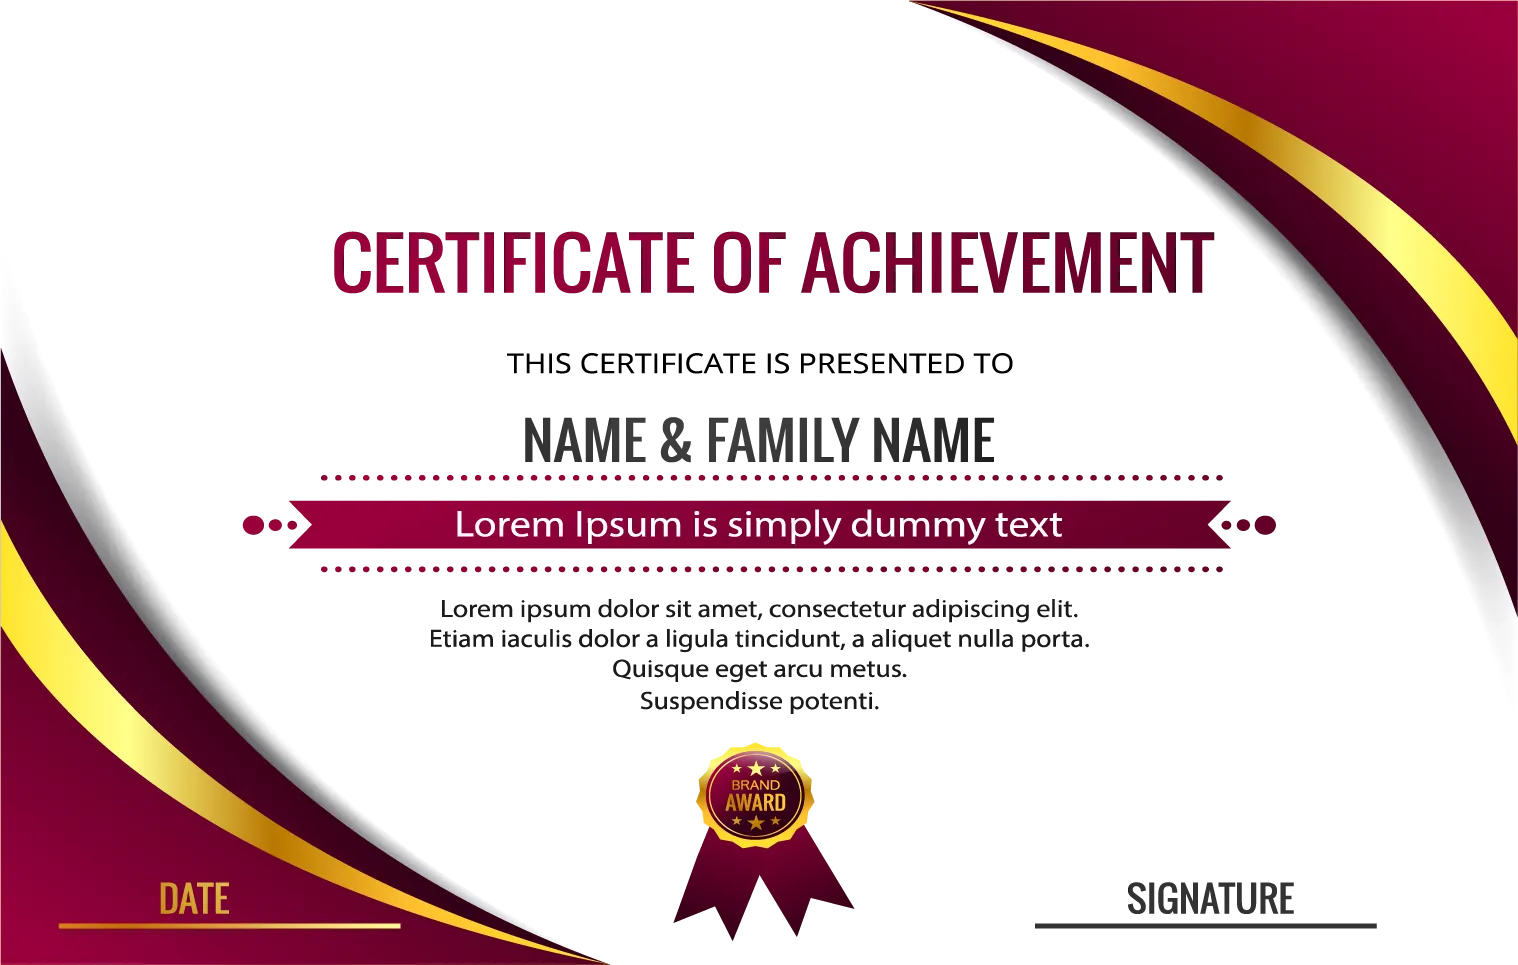 CERTIFICATE OF ACHIEVEMENT
THIS CERTIFICATE IS PRESENTED TO
NAME & FAMILY NAME
Lorem Ipsum is simply dummy text
Lorem ipsum dolor sit amet, consectetur adipiscing elit.
Etiam iaculis dolor a ligula tincidunt, a aliquet nulla porta.
Quisque eget arcu metus.
Suspendisse potenti.
BRAND
AWARD
DATE
SIGNATURE